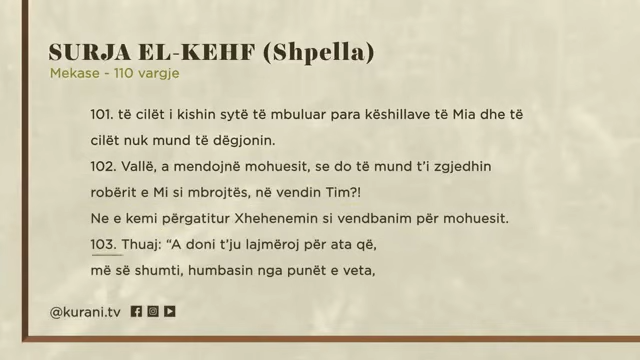 SURJA EL-KEHF (Shpella)
Mekase - 110 vargje
101. të cilët i kishin sytë të mbuluar para këshillave të Mia dhe të
cilët nuk mund të dëgjonin.
102. Vallë, a mendojnë mohuesit, se do të mund t’i zgjedhin
robërit e Mi si mbrojtës, në vendin Tim?!
Ne e kemi përgatitur Xhehenemin si vendbanim për mohuesit.
103. Thuaj: “A doni t’ju lajmëroj për ata që,
më së shumti, humbasin nga punët e veta,
@kurani.tv